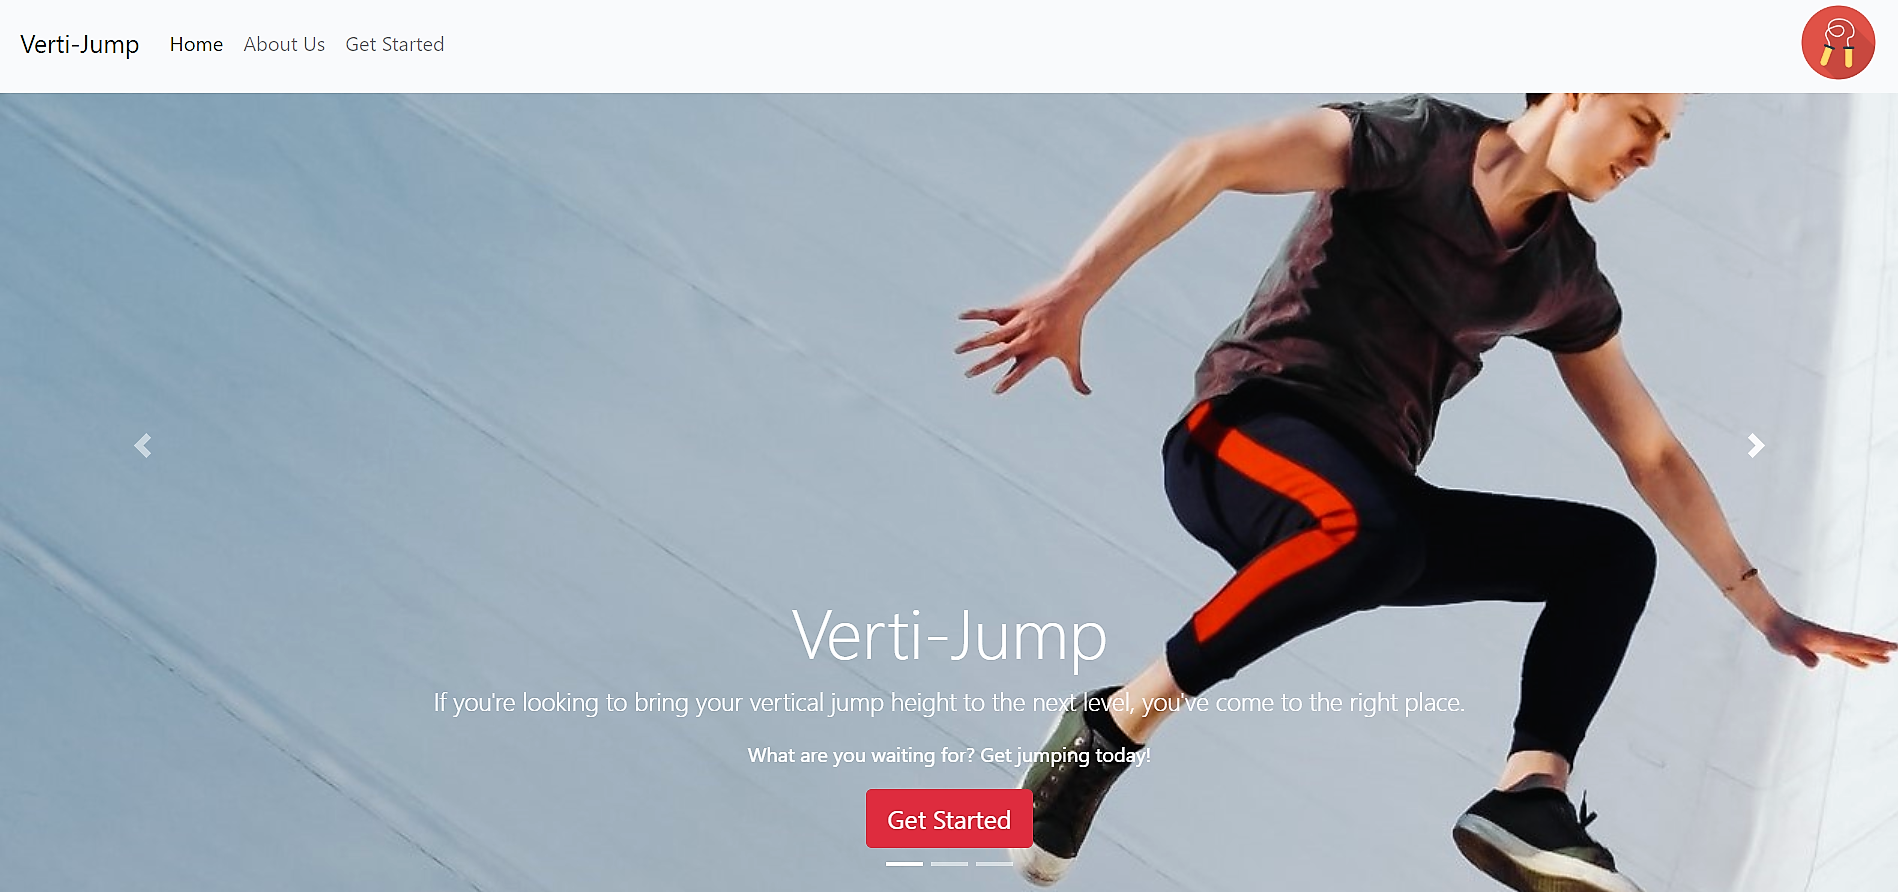 Verti-Jump Home About Us Get Started
Verti-Jump
If you're looking to bring your vertical jump height to the next level, you've come to the right place.
What are you waiting for? Get jumping today!
Get Started